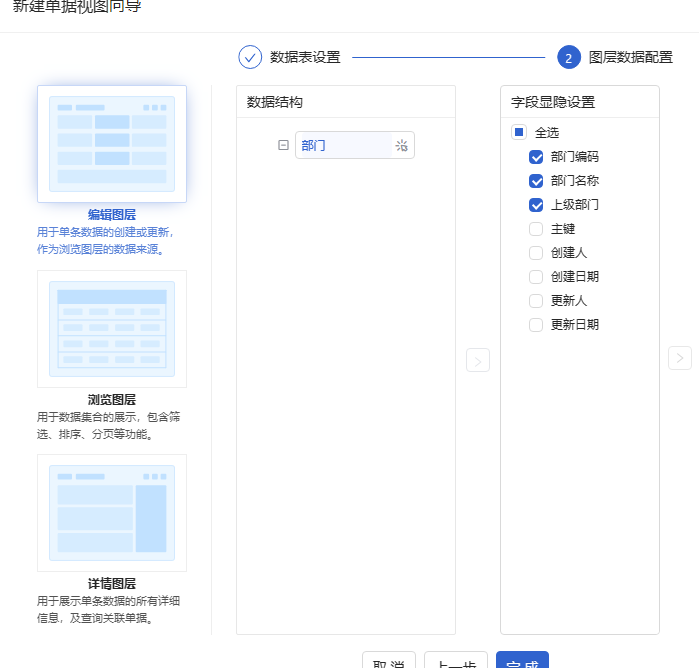 新建单据视图向导
数据表设置
2 图层数据配置
编辑图层
用于单条数据的创建或更新，
作为浏览图层的数据来源。
浏览图层
用于数据集合的展示，包含筛
选、排序、分页等功能。
详情图层
用于展示单条数据的所有详细
信息，及查询关联单据。
数据结构
部门
字段显隐设置
全选
部门编码
部门名称
上级部门
主键
创建人
创建日期
更新人
更新日期
取消 上一步 完成